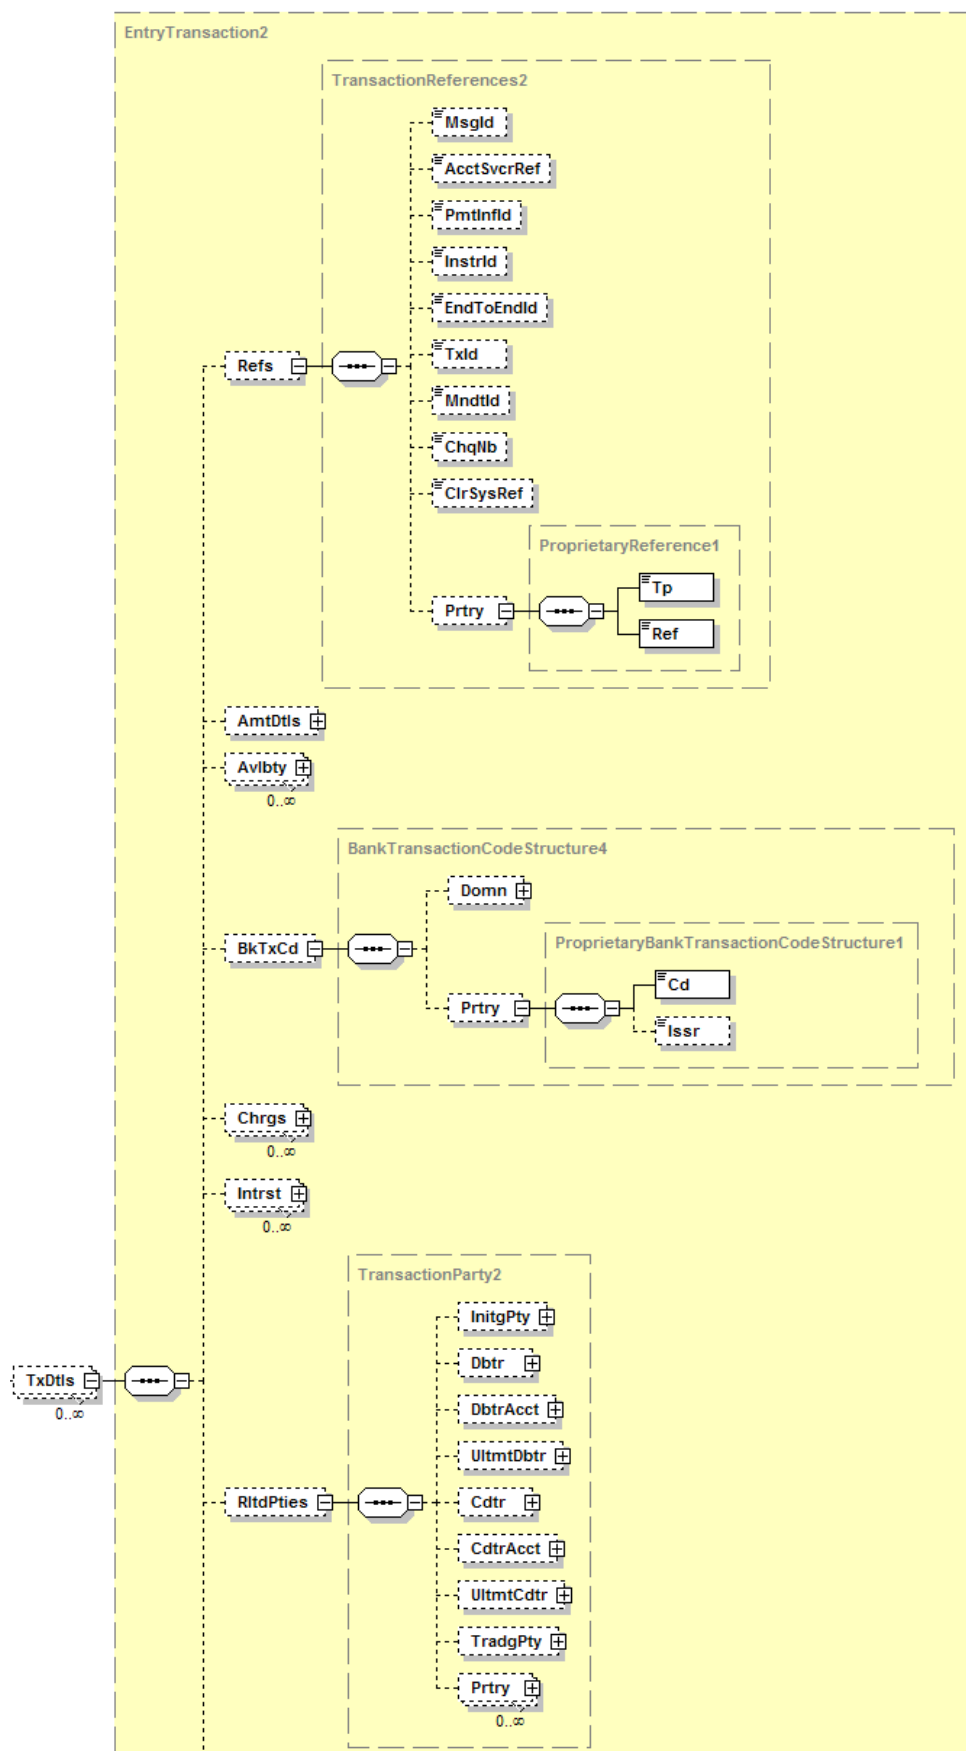 EntryTransaction2
TransactionReferences2
MsgId
AcctSvcrRef
PmtInfId
InstrId
EndToEndId
TxId
Refs
MndtId
ChqNb
ClrSysRef
ProprietaryReference1
Tp
Prtry
Ref
AmtDtls
Avlbty
0..∞
BankTransactionCodeStructure4
Domn
ProprietaryBankTransactionCodeStructure1
BkTxCd
Cd
Prtry
Issr
Chrgs
0..∞
Intrst
0..∞
TransactionParty2
InitgPty
Dbtr
TxDtls
0..∞
DbtrAcct
UltmtDbtr
RltdPties
Cdtr
CdtrAcct
UltmtCdtr
TradgPty
Prtry
0..∞